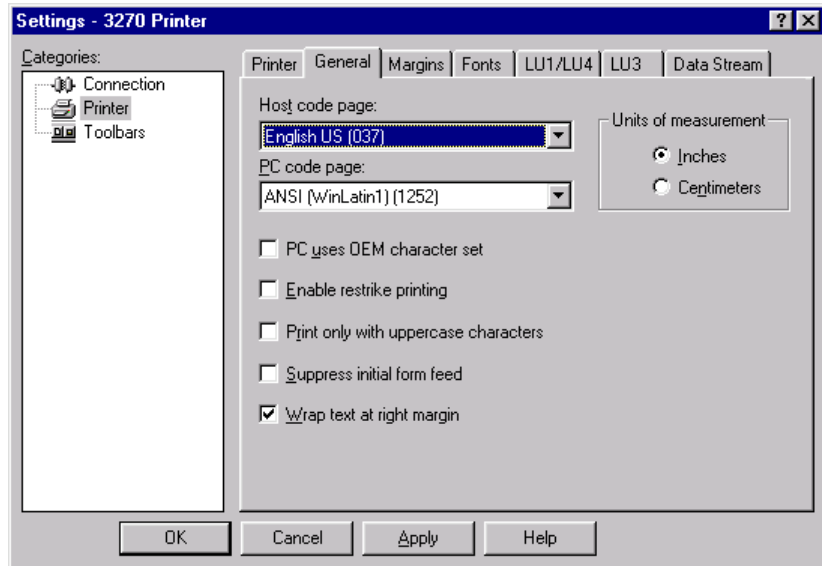 Settings - 3270 Printer
Categories:
Connection
Printer
Toolbars
Printer General Margins Fonts LU1/LU4 LU3 Data Stream
Host code page:
English US (037)
PC code page:
ANSI (WinLatin1) (1252)
Units of measurement
Inches
Centimeters
PC uses OEM character set
Enable restrike printing
Print only with uppercase characters
Suppress initial form feed
Wrap text at right margin
OK Cancel Apply Help